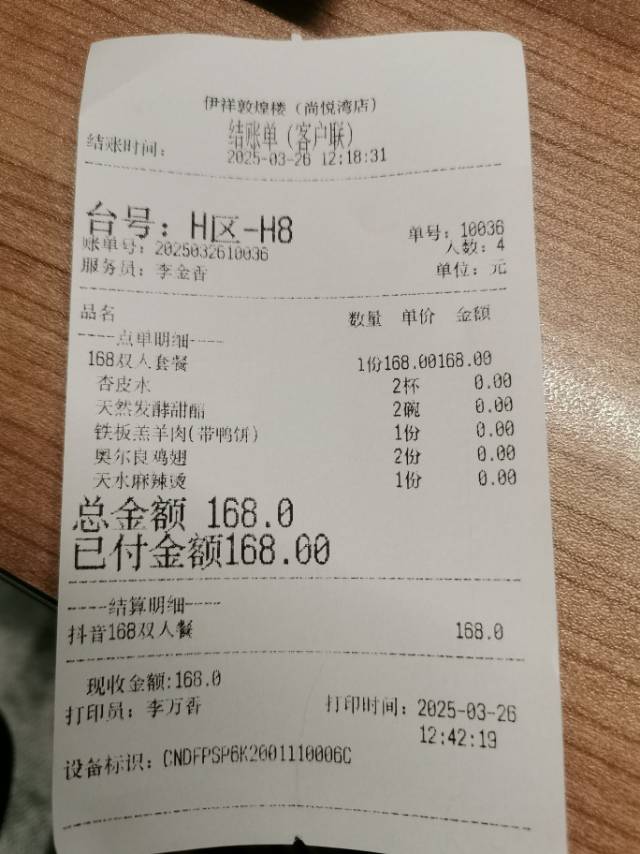 伊祥敦煌楼（尚悦湾店）
结账单（客户联）
结账时间： 2025-03-26 12:18:31
台号：H区-H8
单号：10036
账单号：2025032610036 人数：4
服务员：李金香 单位：元
品名 数量 单价 金额
----点单明细----
168双人套餐 1份168.00168.00
杏皮水 2杯 0.00
天然发酵甜醅 2碗 0.00
铁板羔羊肉(带鸭饼) 1份 0.00
奥尔良鸡翅 2份 0.00
天水麻辣烫 1份 0.00
总金额 168.0
已付金额168.00
----结算明细----
抖音168双人餐 168.0
现收金额:168.0
打印员：李万香 打印时间：2025-03-26
12:42:19
设备标识：CNDFPSP6K2001110006C